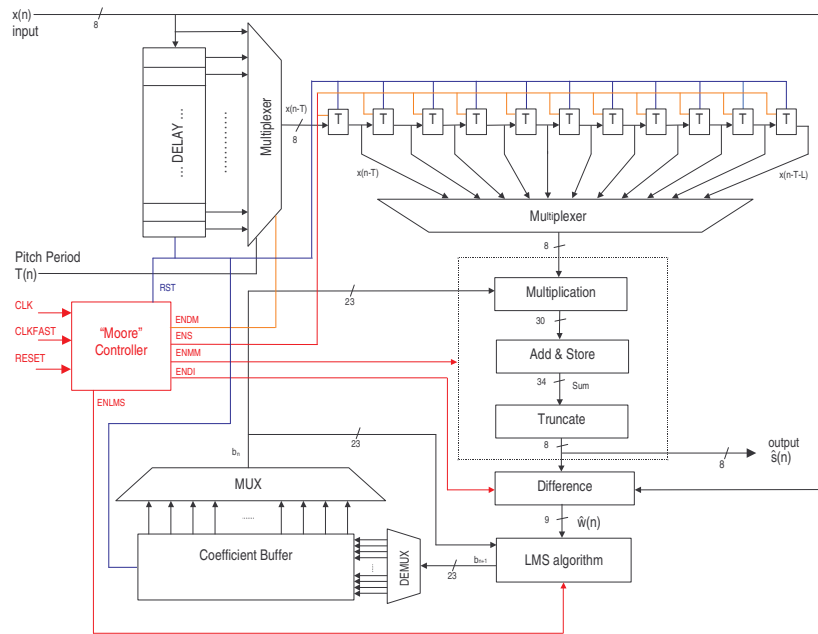 x(n)
input
8
... DELAY ...
Multiplexer
x(n-T)
8
T T T T T T T T T T T
x(n-T)
x(n-T-L)
Multiplexer
8
Pitch Period
T(n)
RST
CLK
CLKFAST
RESET
"Moore"
Controller
ENDM
ENS
ENMM
ENDI
ENLMS
23
Multiplication
30
Add & Store
34
Sum
Truncate
8
output
ŝ(n)
8
23
bₙ
MUX
Difference
9
ŵ(n)
Coefficient Buffer
DEMUX
23
bₙ₊₁
LMS algorithm